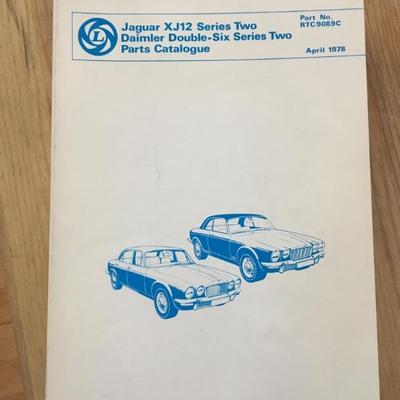 L
Jaguar XJ12 Series Two
Daimler Double-Six Series Two
Parts Catalogue
Part No.
RTC9089C
April 1978